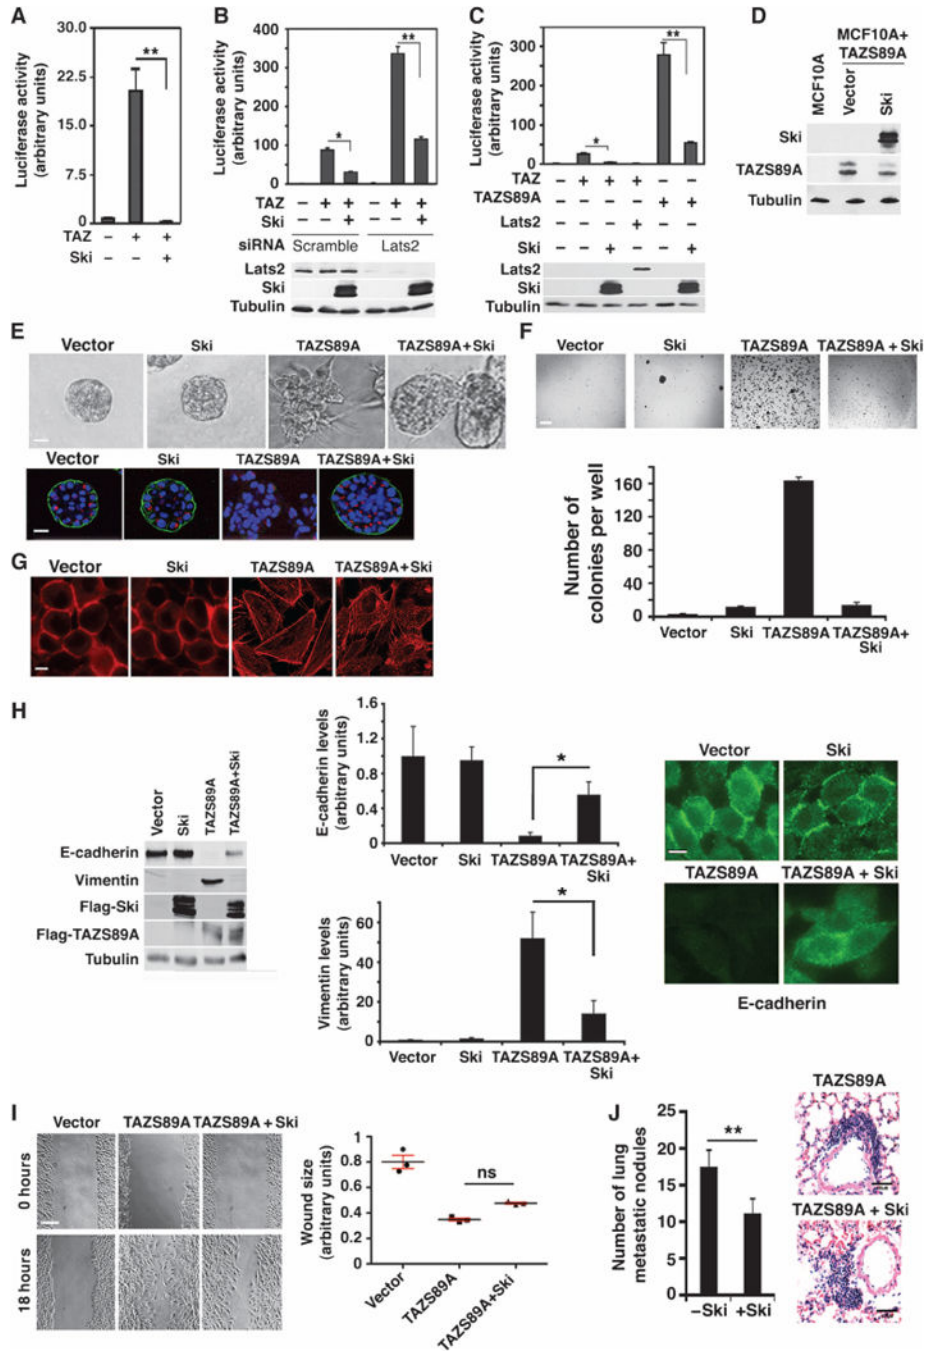 A
Luciferase activity
(arbitrary units)
30.0
22.5
15.0
7.5
0
**
TAZ – + +
Ski – – +
B
Luciferase activity
(arbitrary units)
400
300
200
100
0
*
**
TAZ – + + – + +
Ski – – + – – +
siRNA Scramble Lats2
Lats2
Ski
Tubulin
C
Luciferase activity
(arbitrary units)
300
200
100
0
*
**
TAZ – + + + – –
TAZS89A – – – – + +
Lats2 – – – + – –
Ski – – + – – +
Lats2
Ski
Tubulin
D
MCF10A+
TAZS89A
MCF10A
Vector
Ski
Ski
TAZS89A
Tubulin
E
Vector Ski TAZS89A TAZS89A+Ski
Vector Ski TAZS89A TAZS89A+Ski
F
Vector Ski TAZS89A TAZS89A + Ski
Number of
colonies per well
160
120
80
40
0
Vector Ski TAZS89A TAZS89A+
Ski
G
Vector Ski TAZS89A TAZS89A+Ski
H
Vector
Ski
TAZS89A
TAZS89A+Ski
E-cadherin
Vimentin
Flag-Ski
Flag-TAZS89A
Tubulin
E-cadherin levels
(arbitrary units)
1.6
1.2
0.8
0.4
0
*
Vector Ski TAZS89A TAZS89A+
Ski
Vimentin levels
(arbitrary units)
60
40
20
0
*
Vector Ski TAZS89A TAZS89A+
Ski
Vector Ski
TAZS89A TAZS89A + Ski
E-cadherin
I
Vector TAZS89A TAZS89A + Ski
0 hours
18 hours
Wound size
(arbitrary units)
1
0.8
0.6
0.4
0.2
0
ns
Vector
TAZS89A
TAZS89A+Ski
J
Number of lung
metastatic nodules
25
20
15
10
5
0
**
–Ski +Ski
TAZS89A
TAZS89A + Ski